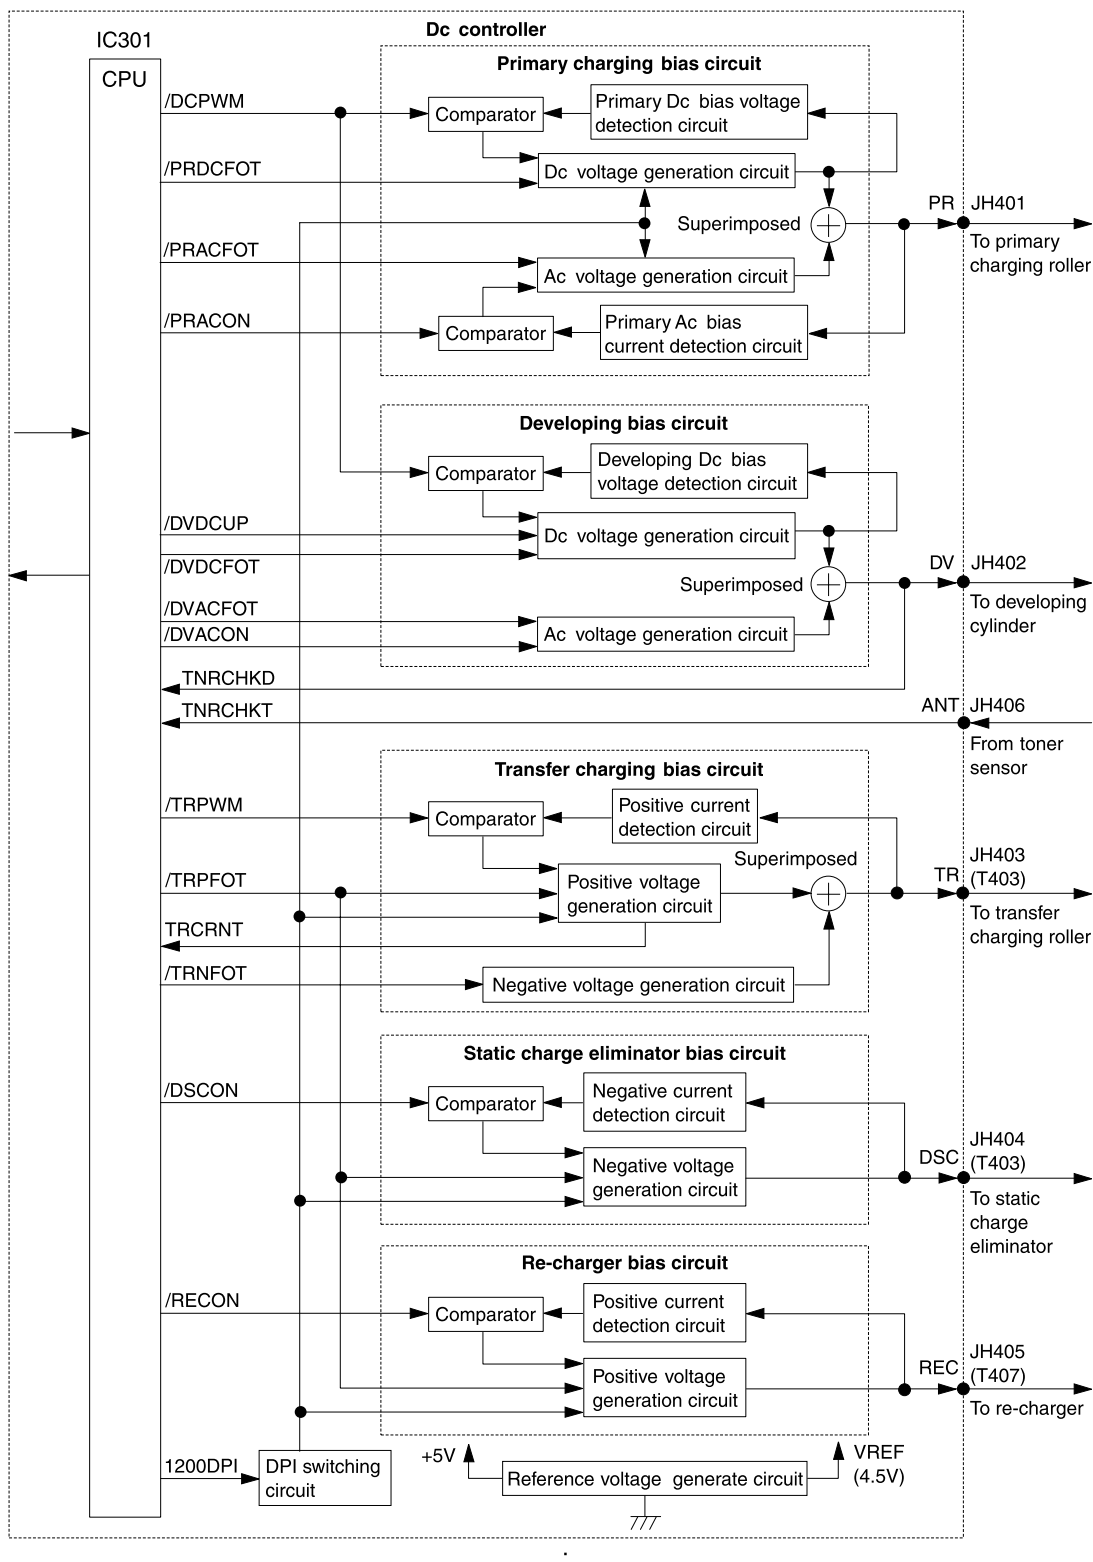 Dc controller
IC301
CPU
Primary charging bias circuit
/DCPWM
Comparator
Primary Dc bias voltage
detection circuit
/PRDCFOT
Dc voltage generation circuit
Superimposed
PR
JH401
To primary
charging roller
/PRACFOT
Ac voltage generation circuit
/PRACON
Comparator
Primary Ac bias
current detection circuit
Developing bias circuit
Comparator
Developing Dc bias
voltage detection circuit
/DVDCUP
Dc voltage generation circuit
/DVDCFOT
Superimposed
DV
JH402
To developing
cylinder
/DVACFOT
/DVACON
Ac voltage generation circuit
TNRCHKD
TNRCHKT
ANT
JH406
From toner
sensor
Transfer charging bias circuit
/TRPWM
Comparator
Positive current
detection circuit
Superimposed
/TRPFOT
Positive voltage
generation circuit
TR
JH403
(T403)
To transfer
charging roller
TRCRNT
/TRNFOT
Negative voltage generation circuit
Static charge eliminator bias circuit
/DSCON
Comparator
Negative current
detection circuit
Negative voltage
generation circuit
DSC
JH404
(T403)
To static
charge
eliminator
Re-charger bias circuit
/RECON
Comparator
Positive current
detection circuit
Positive voltage
generation circuit
REC
JH405
(T407)
To re-charger
1200DPI
DPI switching
circuit
+5V
Reference voltage generate circuit
VREF
(4.5V)